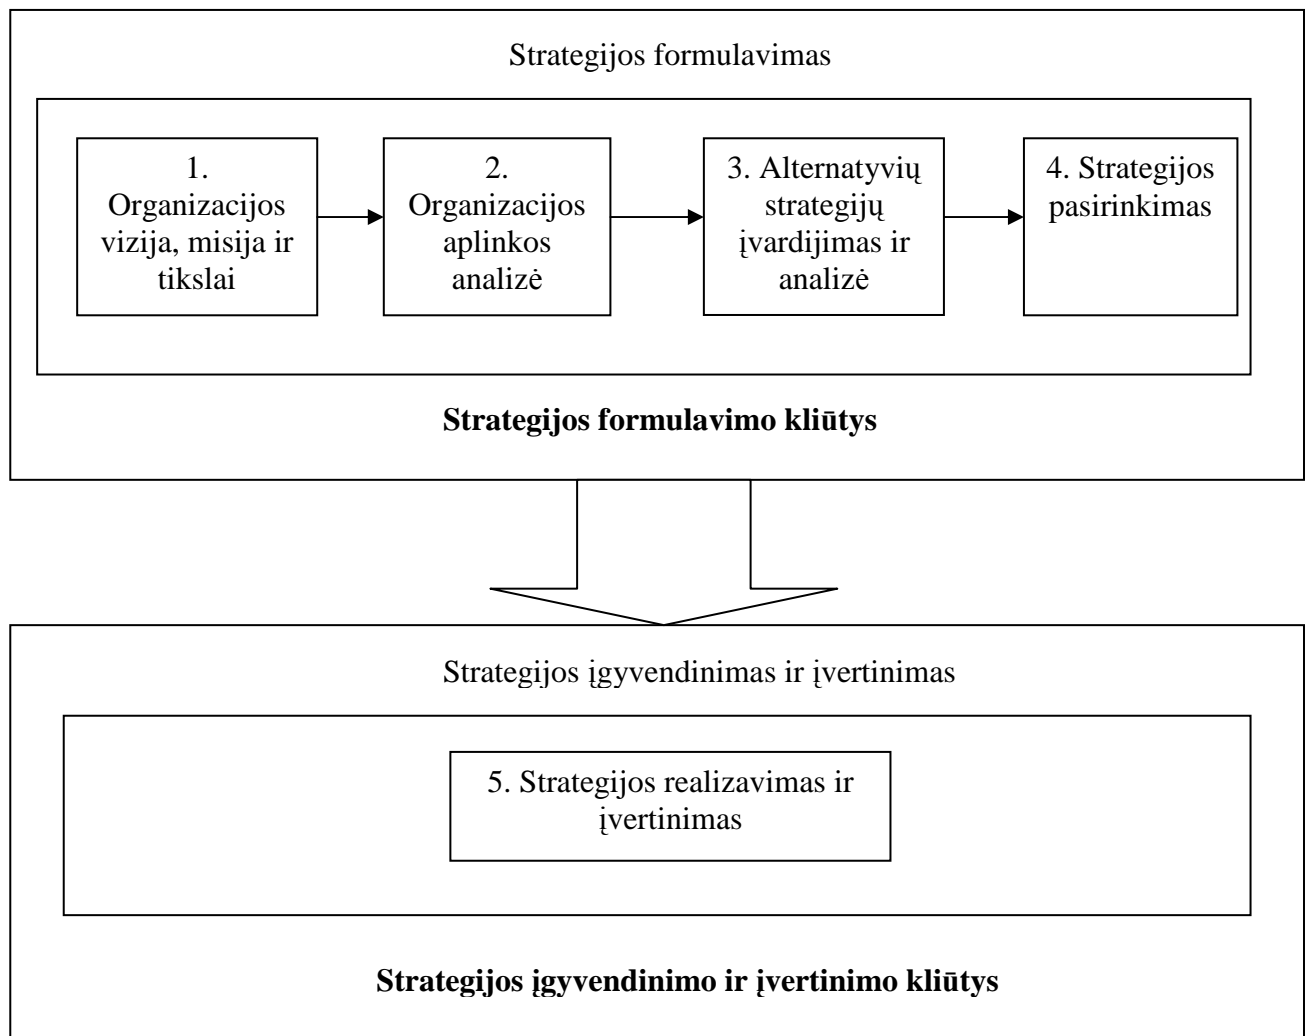 Strategijos formulavimas
1.
Organizacijos
vizija, misija ir
tikslai
2.
Organizacijos
aplinkos
analizė
3. Alternatyvių
strategijų
įvardijimas ir
analizė
4. Strategijos
pasirinkimas
Strategijos formulavimo kliūtys
Strategijos įgyvendinimas ir įvertinimas
5. Strategijos realizavimas ir
įvertinimas
Strategijos įgyvendinimo ir įvertinimo kliūtys